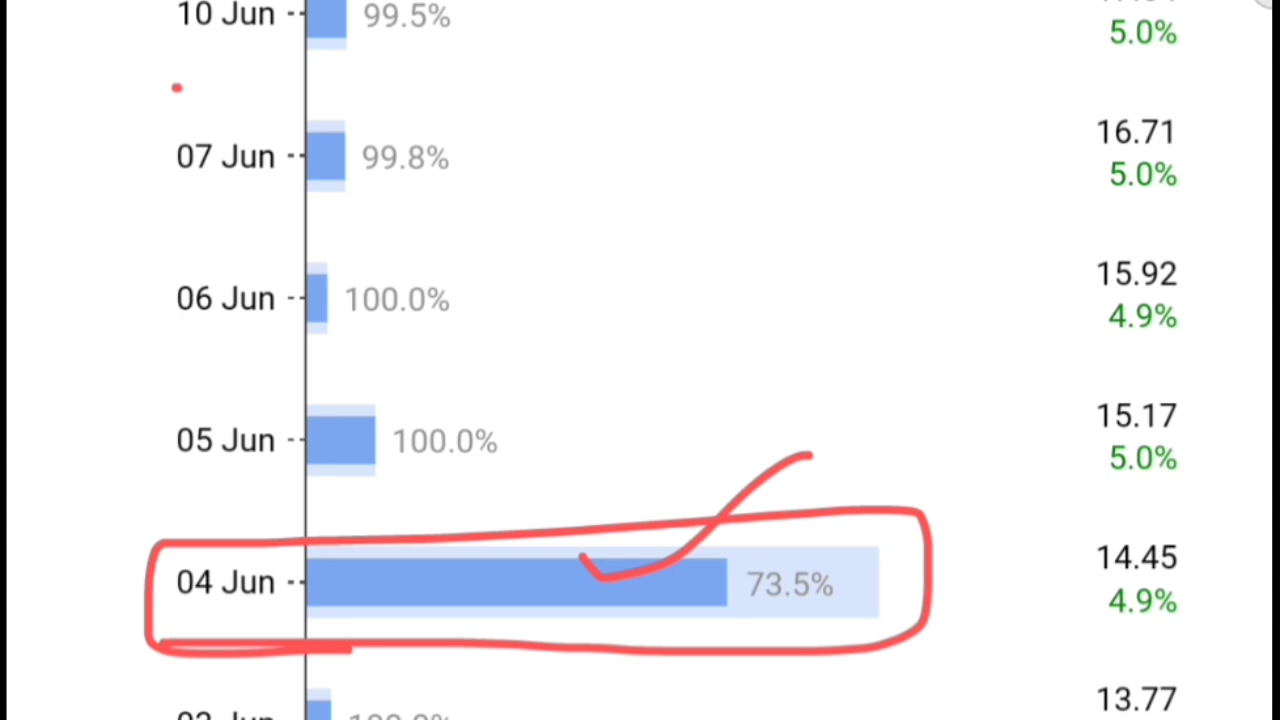 10 Jun 99.5%
5.0%
07 Jun 99.8% 16.71
5.0%
06 Jun 100.0% 15.92
4.9%
05 Jun 100.0% 15.17
5.0%
04 Jun 73.5% 14.45
4.9%
13.77